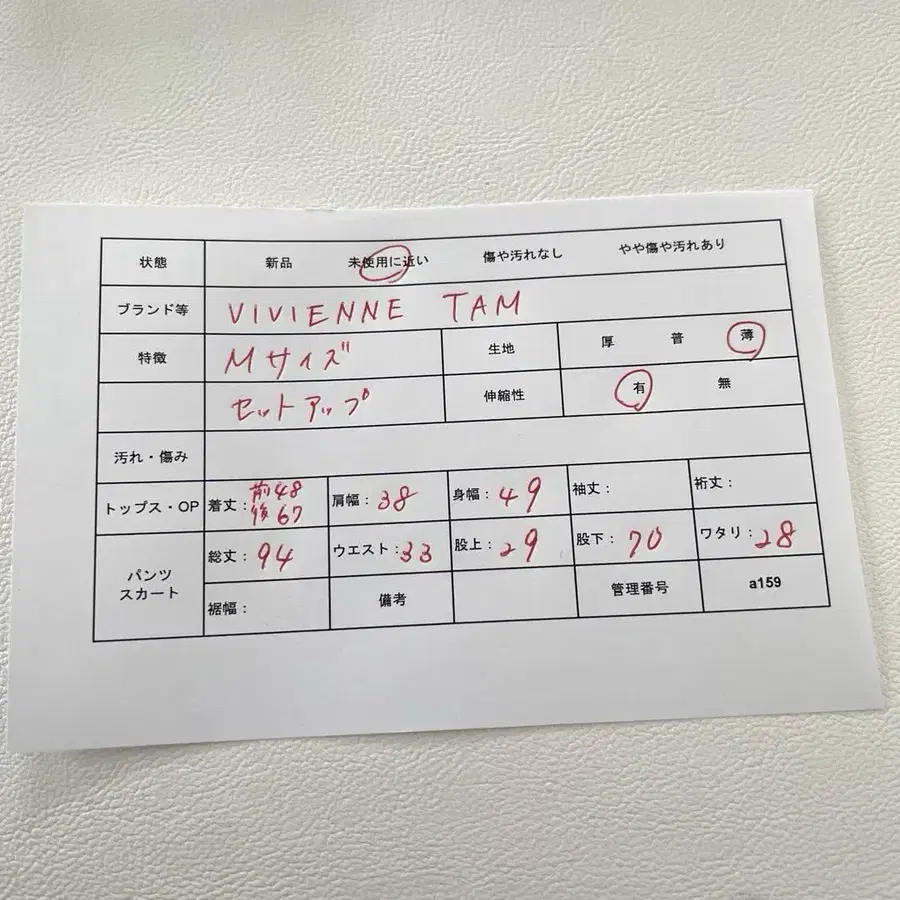 状態 新品 未使用に近い 傷や汚れなし やや傷や汚れあり
ブランド等 VIVIENNE TAM
特徴 Mサイズ 生地 厚 普 薄
セットアップ 伸縮性 有 無
汚れ・傷み
トップス・OP 着丈：前48 後67 肩幅：38 身幅：49 袖丈： 裄丈：
パンツ スカート 総丈：94 ウエスト：33 股上：29 股下：70 ワタリ：28
裾幅： 備考 管理番号 a159